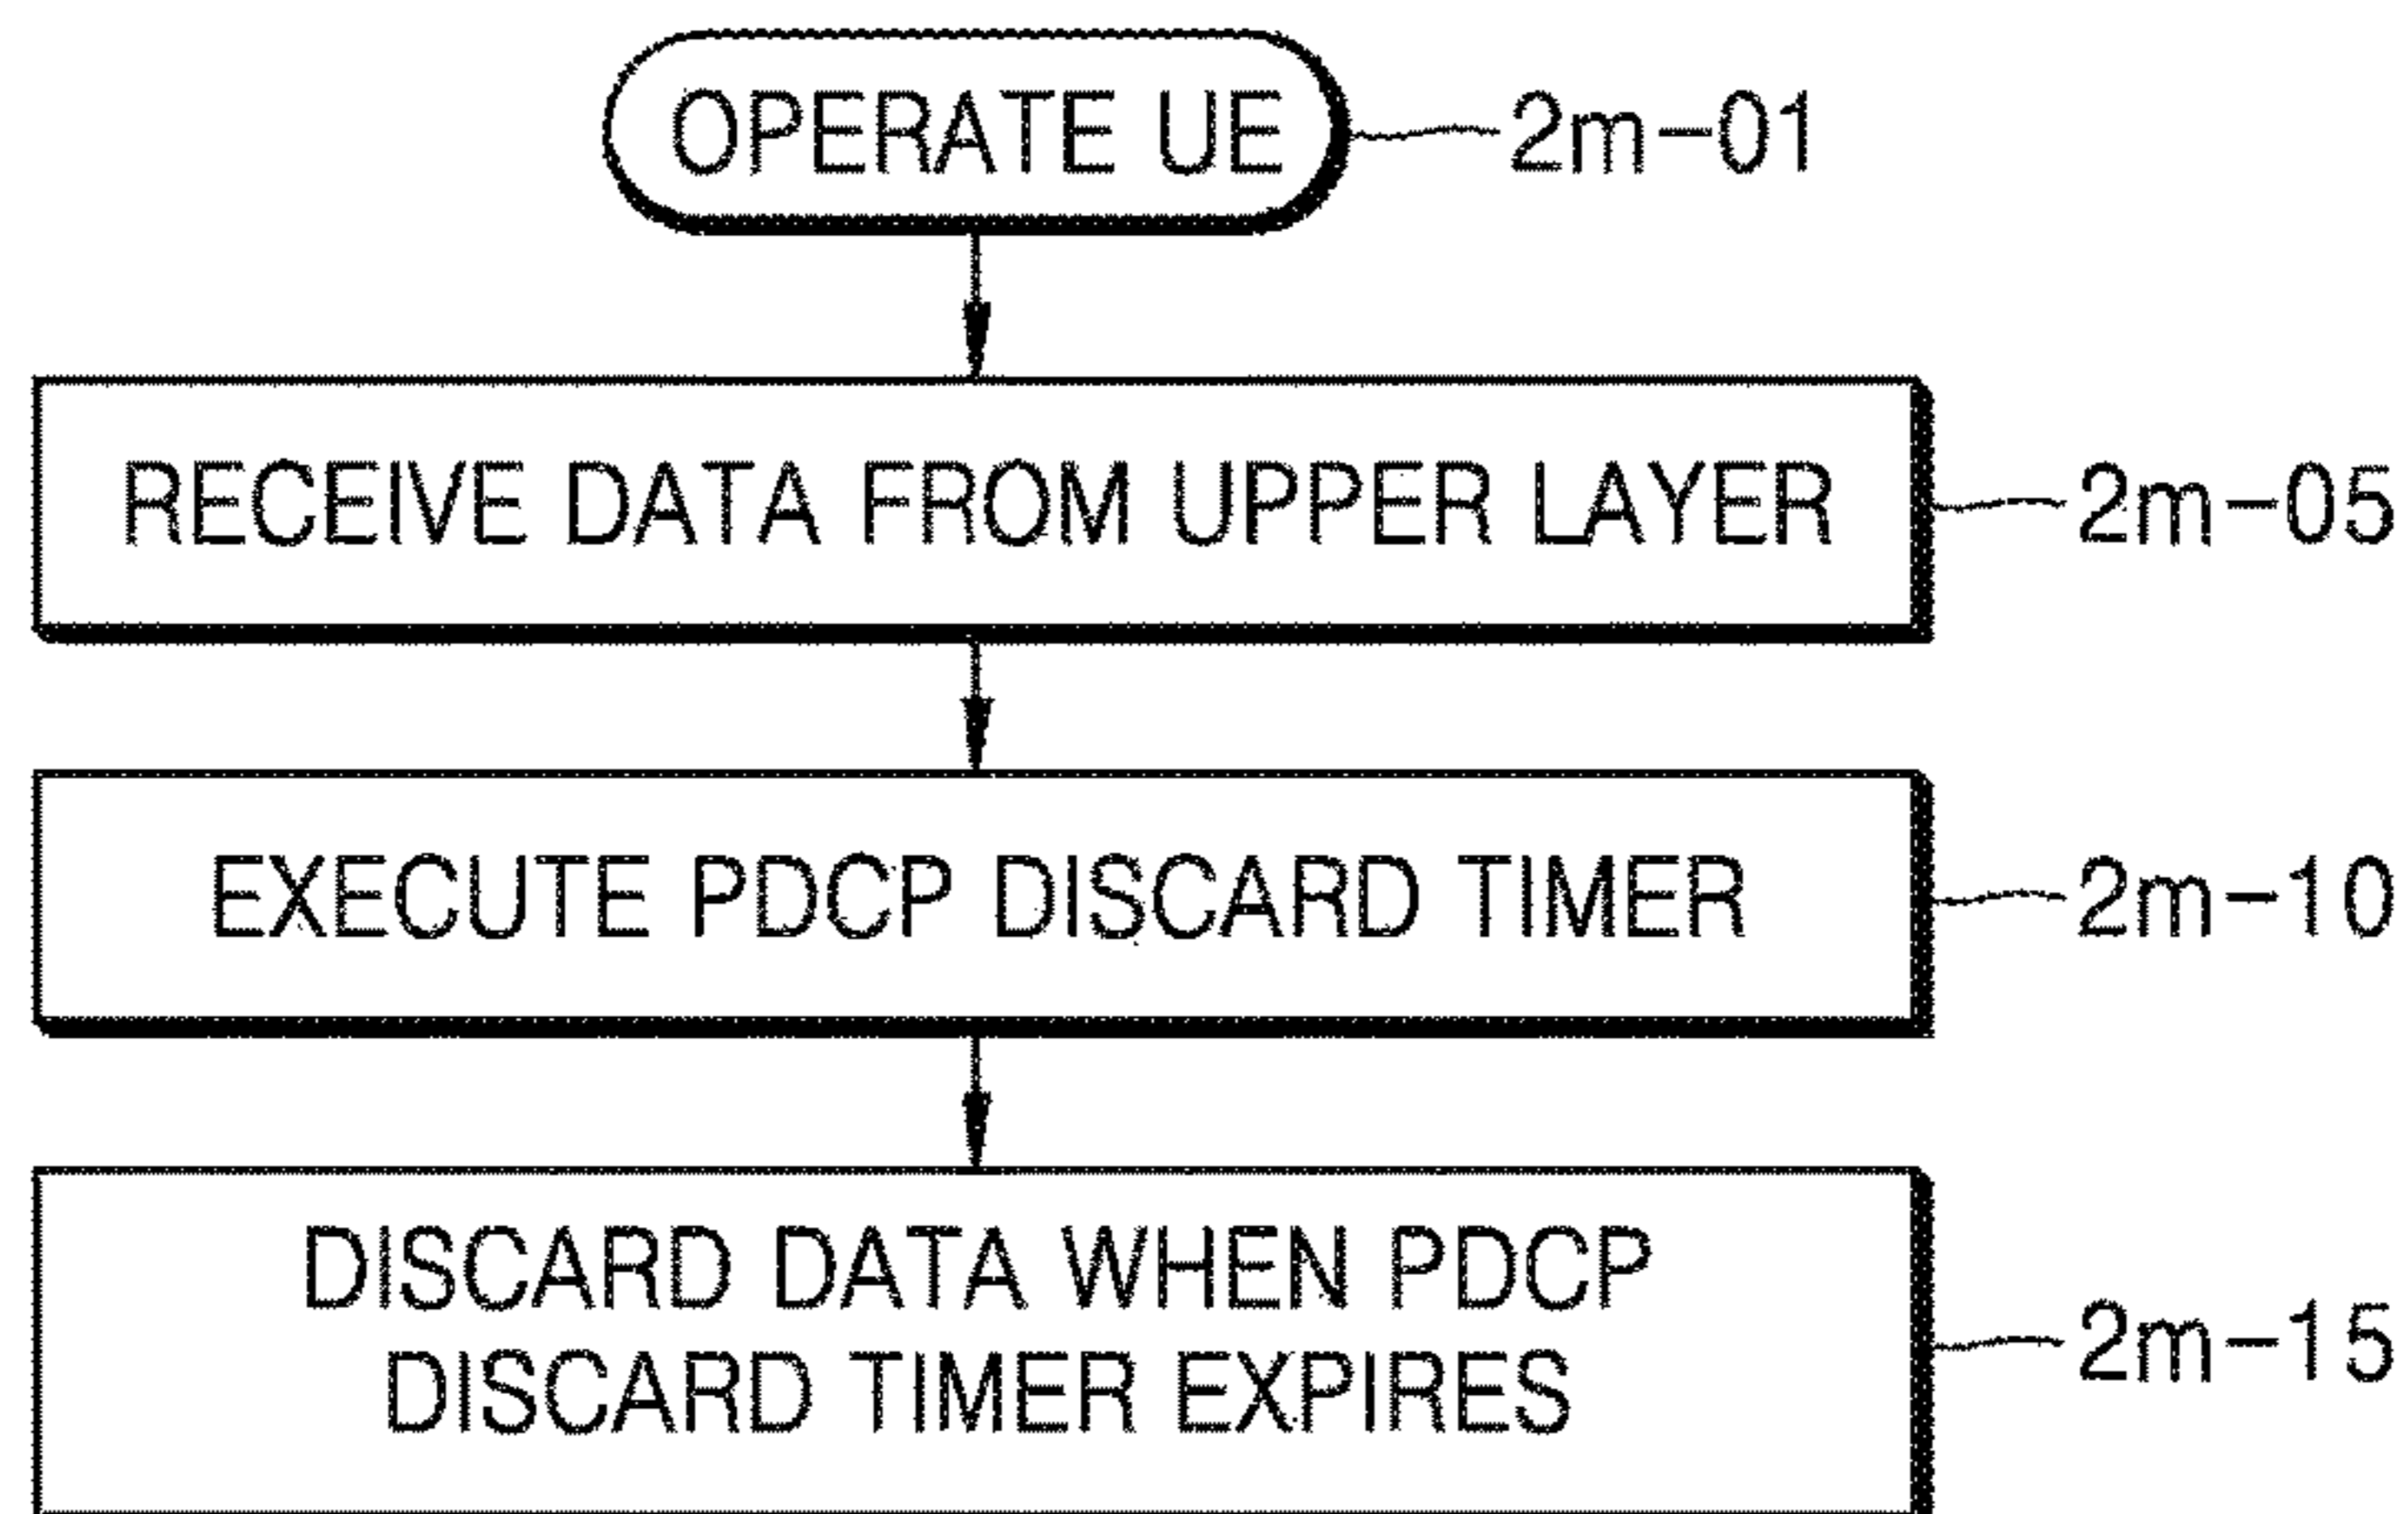 OPERATE UE 2m-01
RECEIVE DATA FROM UPPER LAYER 2m-05
EXECUTE PDCP DISCARD TIMER 2m-10
DISCARD DATA WHEN PDCP
DISCARD TIMER EXPIRES
2m-15